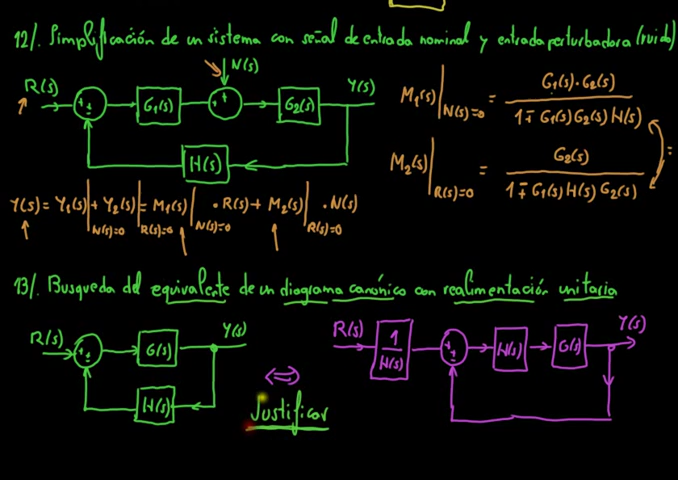 12/. Simplificación de un sistema con señal de entrada nominal y entrada perturbadora (ruido)
R(s)
+
±
G₁(s)
N(s)
+ +
G₂(s)
Y(s)
H(s)
M₁(s)|N(s)=0 = G₁(s)·G₂(s) / 1∓G₁(s)G₂(s)H(s)
M₂(s)|R(s)=0 = G₂(s) / 1∓G₁(s)H(s)G₂(s)
=
Y(s) = Y₁(s)|N(s)=0 + Y₂(s)|R(s)=0 = M₁(s)|N(s)=0 · R(s) + M₂(s)|R(s)=0 · N(s)
13/. Busqueda del equivalente de un diagrama canónico con realimentación unitaria
R(s)
+
±
G(s)
Y(s)
H(s)
⇔
Justificar
R(s)
1/H(s)
+
±
H(s)
G(s)
Y(s)